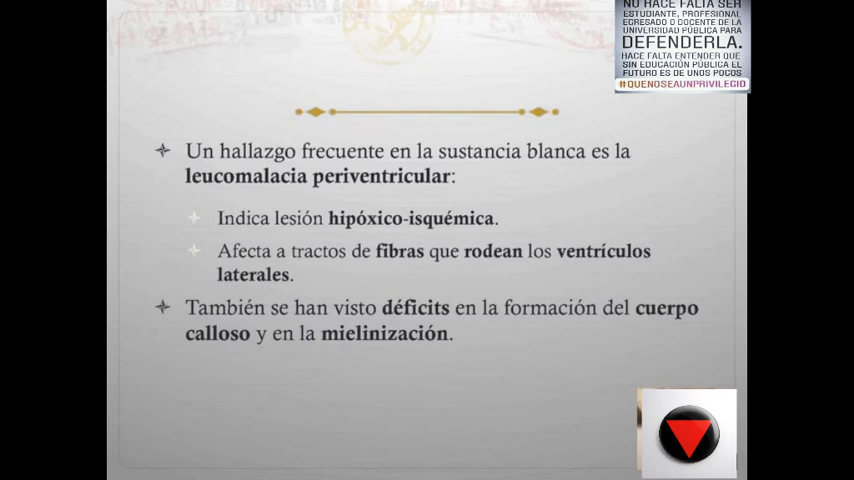 NO HACE FALTA SER
ESTUDIANTE, PROFESIONAL,
EGRESADO O DOCENTE DE LA
UNIVERSIDAD PÚBLICA PARA
DEFENDERLA.
HACE FALTA ENTENDER QUE
SIN EDUCACIÓN PÚBLICA EL
FUTURO ES DE UNOS POCOS
#QUENOSEAUNPRIVILEGIO
Un hallazgo frecuente en la sustancia blanca es la
leucomalacia periventricular:
Indica lesión hipóxico-isquémica.
Afecta a tractos de fibras que rodean los ventrículos
laterales.
También se han visto déficits en la formación del cuerpo
calloso y en la mielinización.